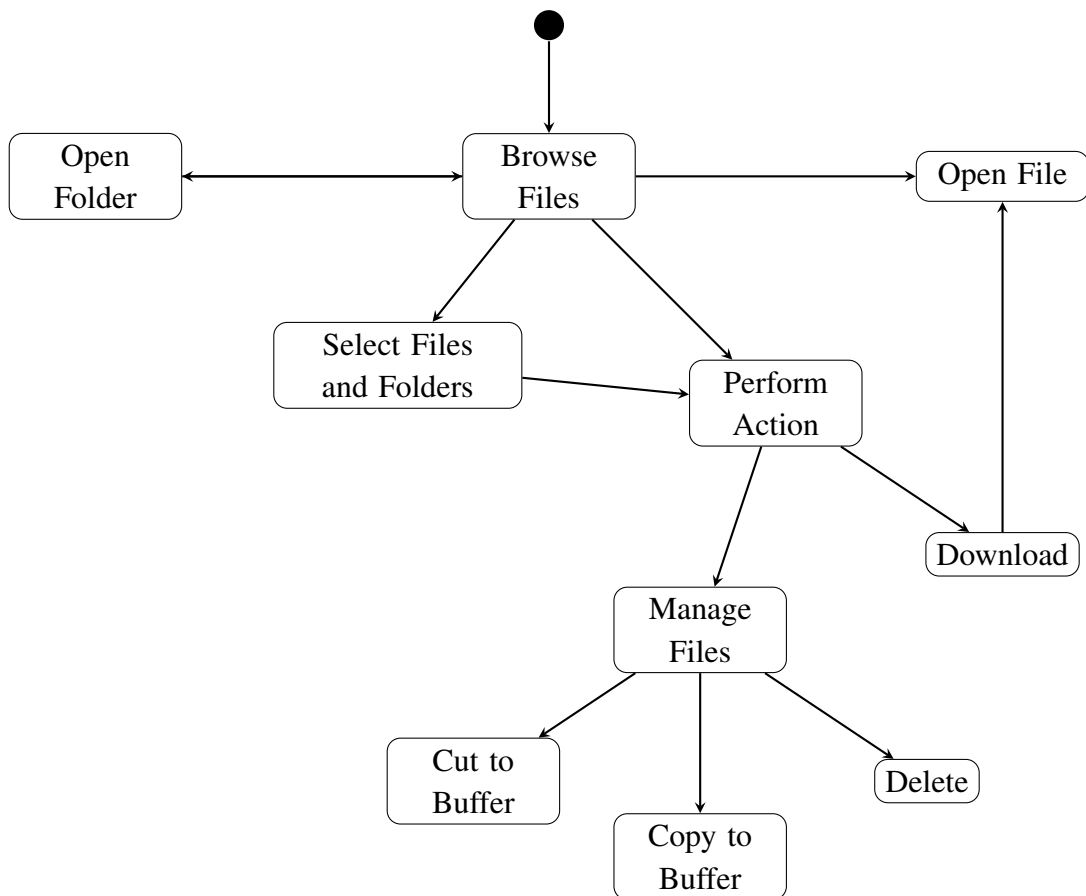 Open
Folder
Browse
Files
Open File
Select Files
and Folders
Perform
Action
Download
Manage
Files
Cut to
Buffer
Delete
Copy to
Buffer